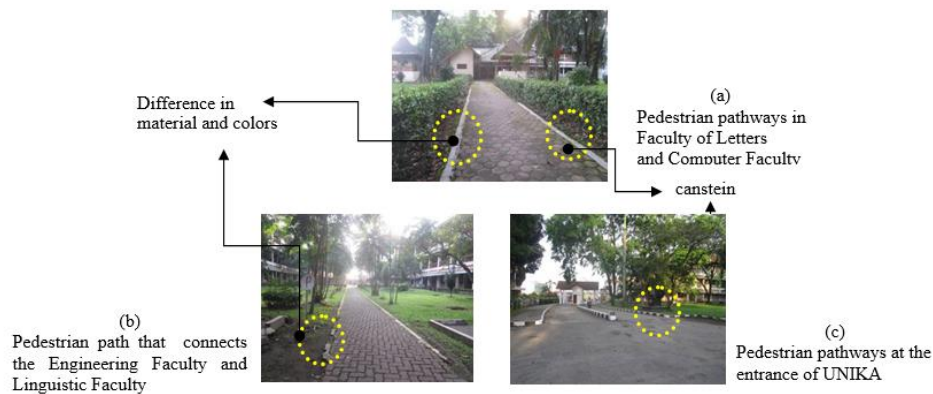 (a)
Pedestrian pathways in
Faculty of Letters
and Computer Faculty
Difference in
material and colors
canstein
(b)
Pedestrian path that connects
the Engineering Faculty and
Linguistic Faculty
(c)
Pedestrian pathways at the
entrance of UNIKA